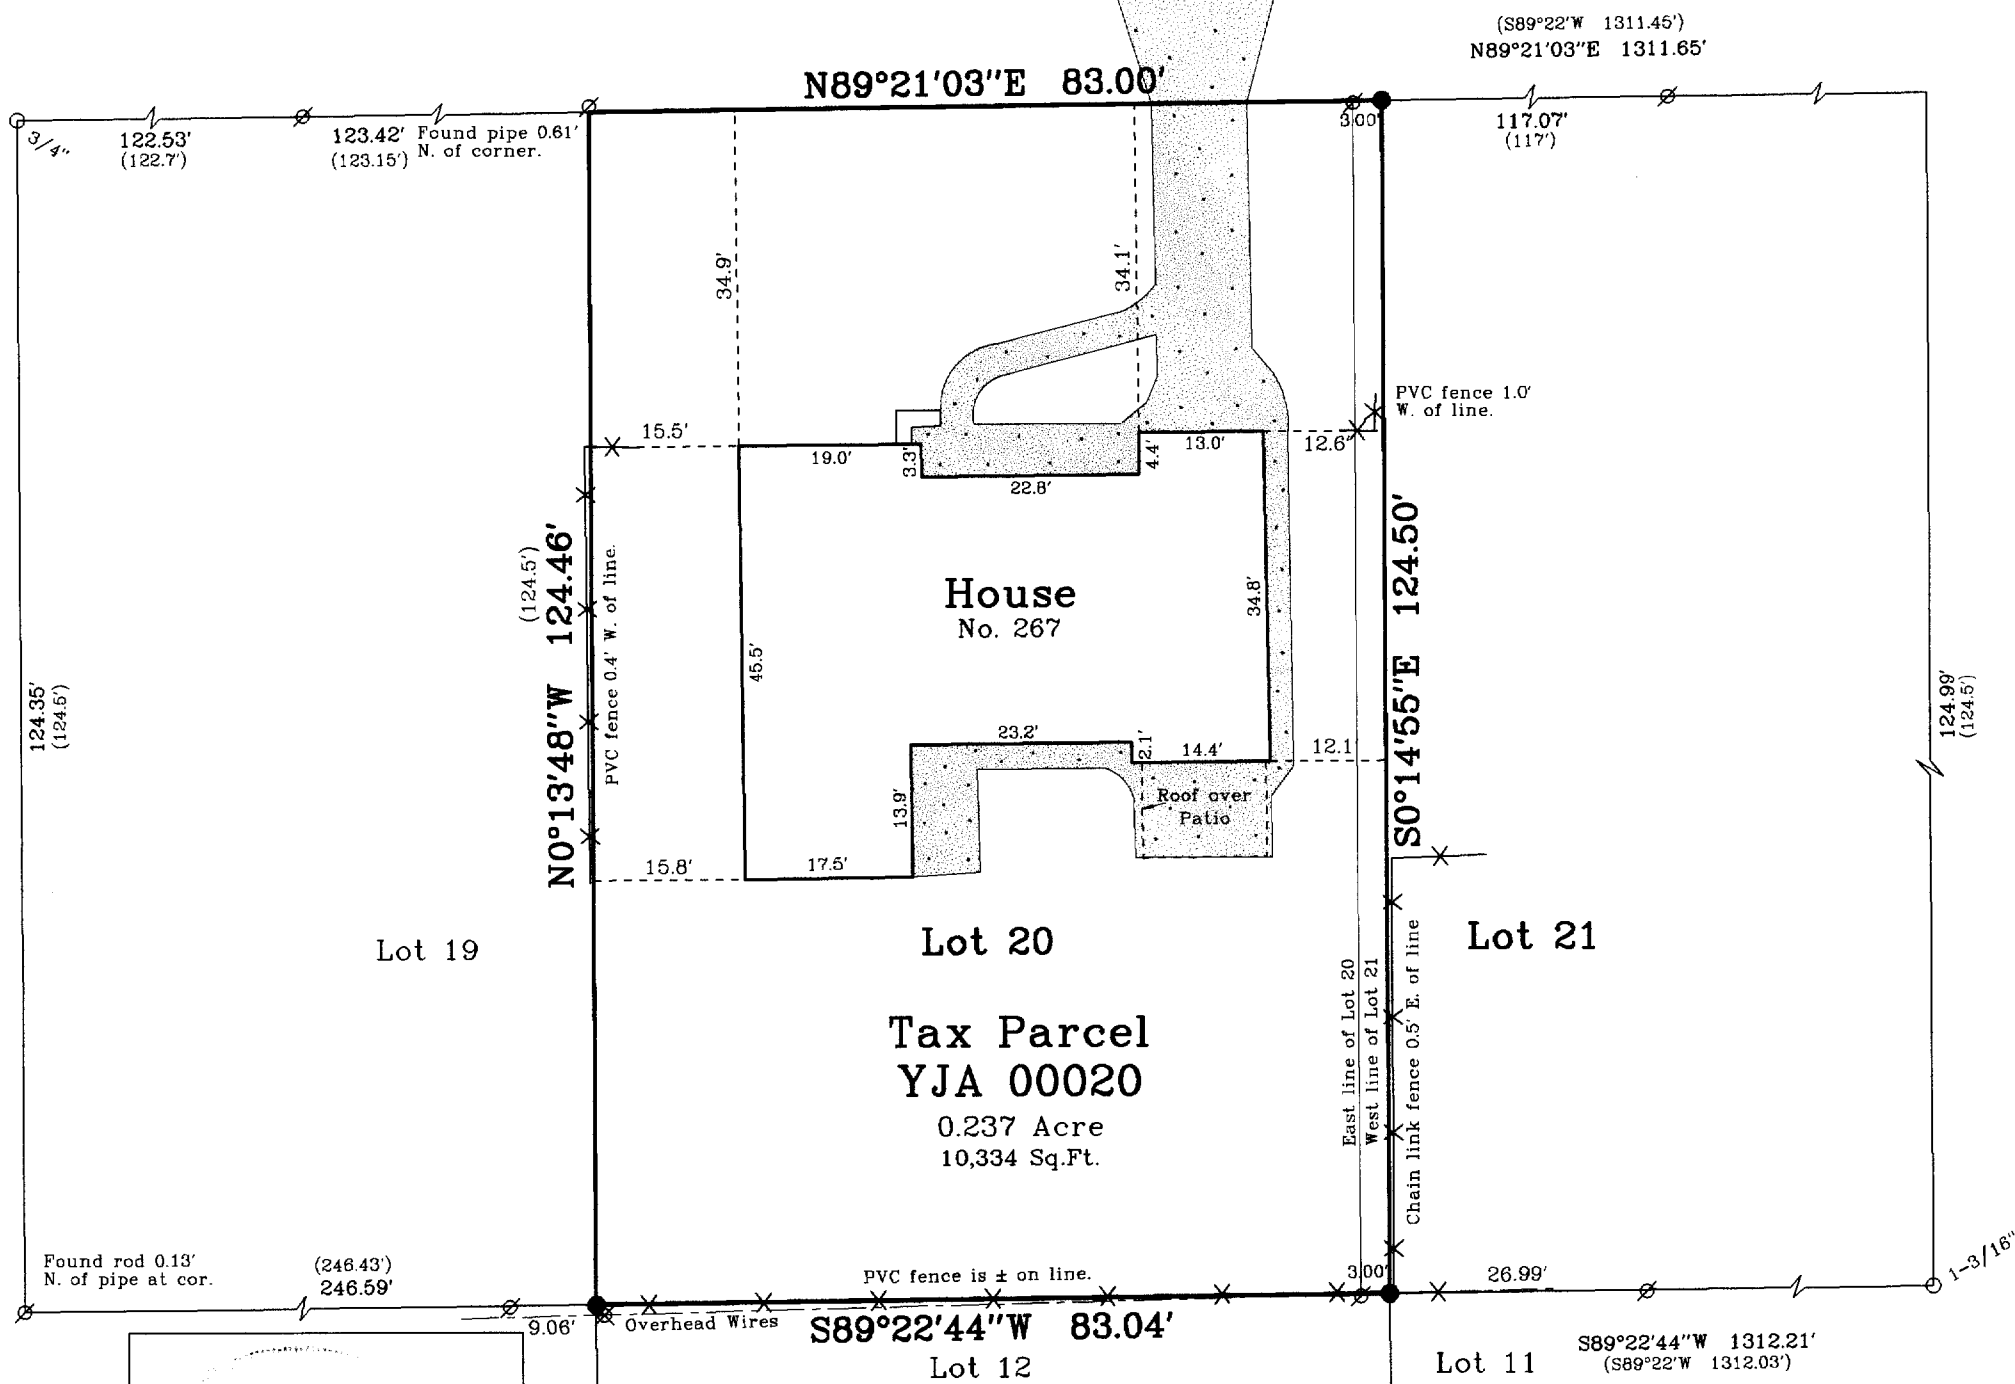 (S89°22'W 1311.45')
N89°21'03"E 1311.65'
N89°21'03"E 83.00'
3/4"
122.53'
(122.7')
123.42'
(123.15')
Found pipe 0.61'
N. of corner.
3.00'
117.07'
(117')
34.9'
34.1'
PVC fence 1.0'
W. of line.
15.5'
19.0'
3.3'
22.8'
4.4'
13.0'
12.6'
N0°13'48"W 124.46'
(124.5')
PVC fence 0.4' W. of line.
House
No. 267
45.5'
34.8'
S0°14'55"E 124.50'
124.35'
(124.5')
124.99'
(124.5')
23.2'
2.1'
14.4'
12.1'
13.9'
Roof over
Patio
15.8'
17.5'
Lot 19
Lot 20
Lot 21
Tax Parcel
YJA 00020
0.237 Acre
10,334 Sq.Ft.
East line of Lot 20
West line of Lot 21
Chain link fence 0.5' E. of line
Found rod 0.13'
N. of pipe at cor.
(246.43')
246.59'
PVC fence is ± on line.
3.00'
26.99'
1-3/16"
9.06'
Overhead Wires
S89°22'44"W 83.04'
Lot 12
Lot 11
S89°22'44"W 1312.21'
(S89°22'W 1312.03')